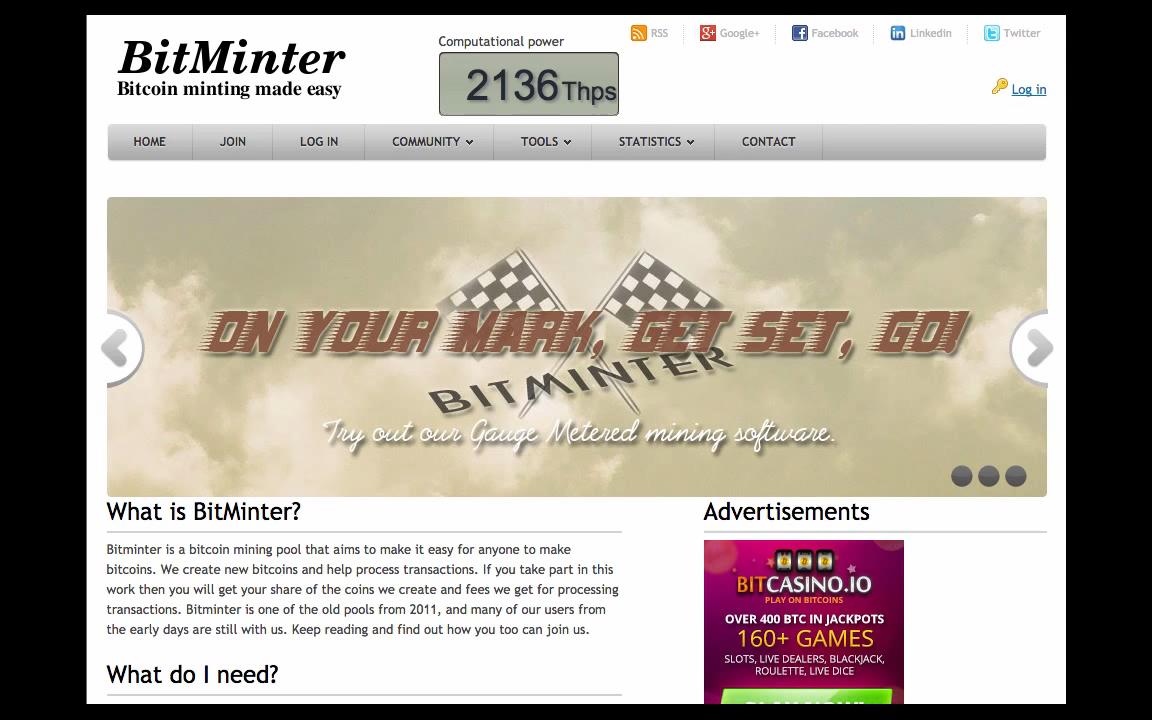 BitMinter
Bitcoin minting made easy
Computational power
2136 Thps
RSS
Google+
Facebook
Linkedin
Twitter
Log in
HOME
JOIN
LOG IN
COMMUNITY
TOOLS
STATISTICS
CONTACT
ON YOUR MARK, GET SET, GO!
BITMINTER
Try out our Gauge Metered mining software.
What is BitMinter?
Bitminter is a bitcoin mining pool that aims to make it easy for anyone to make
bitcoins. We create new bitcoins and help process transactions. If you take part in this
work then you will get your share of the coins we create and fees we get for processing
transactions. Bitminter is one of the old pools from 2011, and many of our users from
the early days are still with us. Keep reading and find out how you too can join us.
What do I need?
Advertisements
BITCASINO.IO
PLAY ON BITCOINS
OVER 400 BTC IN JACKPOTS
160+ GAMES
SLOTS, LIVE DEALERS, BLACKJACK,
ROULETTE, LIVE DICE